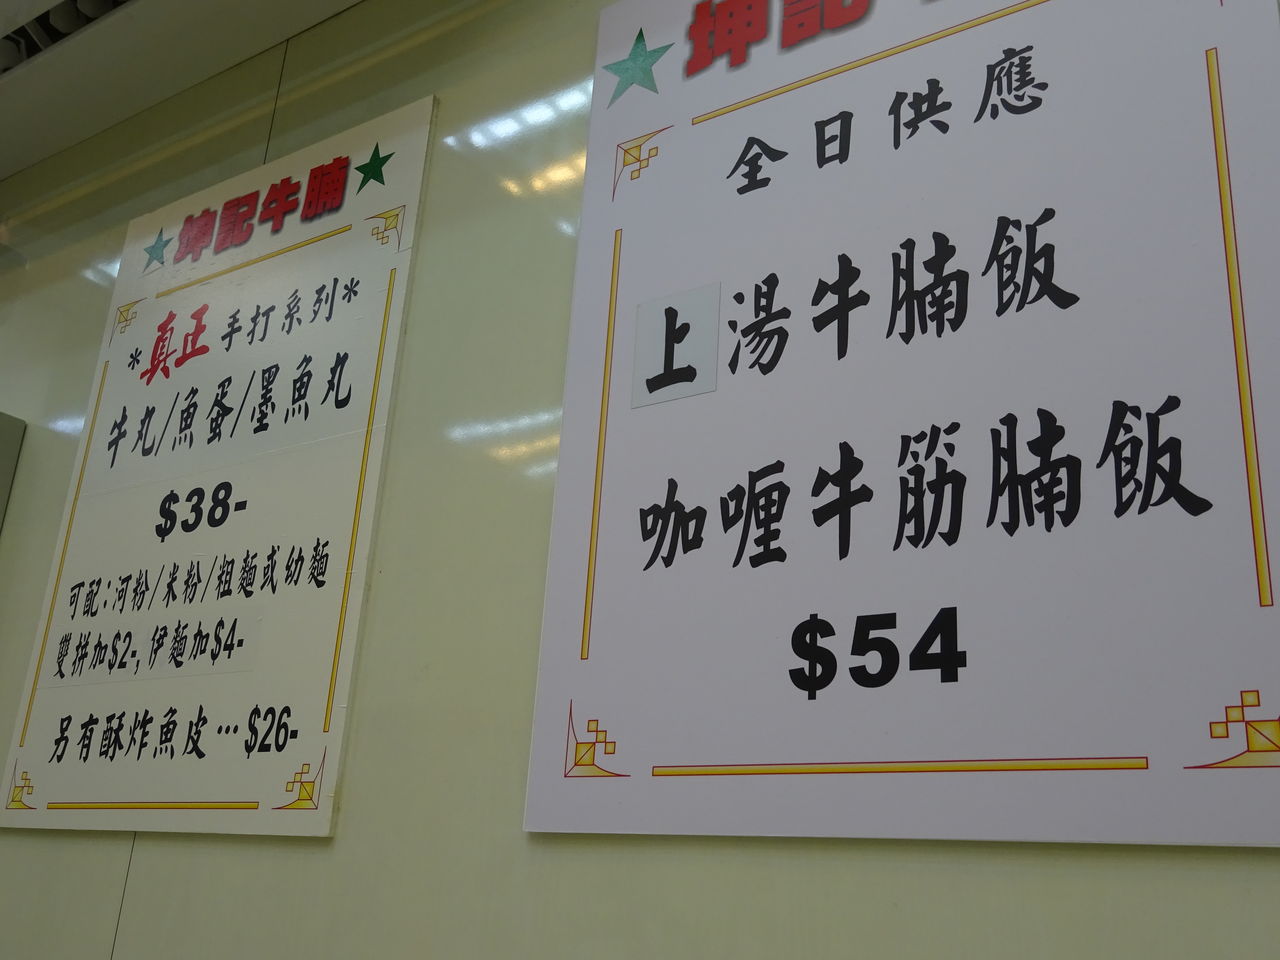 坤記牛腩
*真正手打系列*
牛丸/魚蛋/墨魚丸
$38-
可配：河粉/米粉/粗麵或幼麵
雙拼加$2-, 伊麵加$4-
另有酥炸魚皮…$26-
坤記
全日供應
上湯牛腩飯
咖喱牛筋腩飯
$54